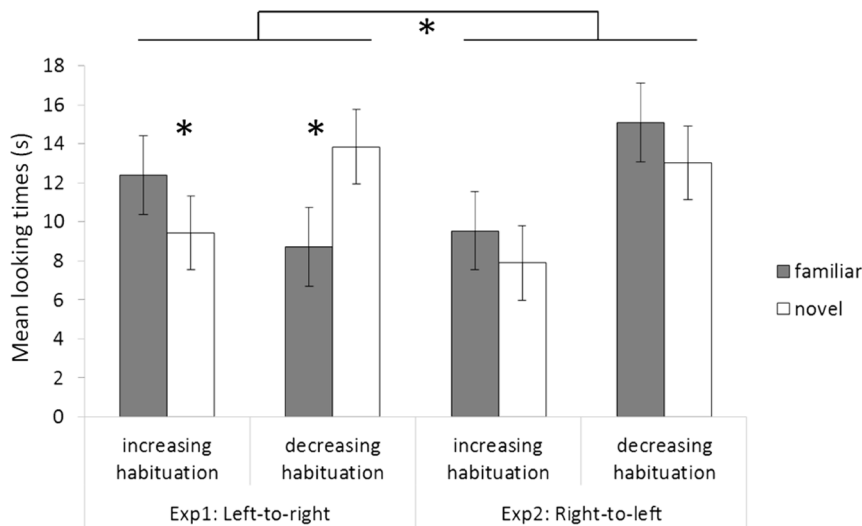 *
18
16
14
12
10
8
6
4
2
0
Mean looking times (s)
* *
familiar
novel
increasing habituation
decreasing habituation
increasing habituation
decreasing habituation
Exp1: Left-to-right
Exp2: Right-to-left